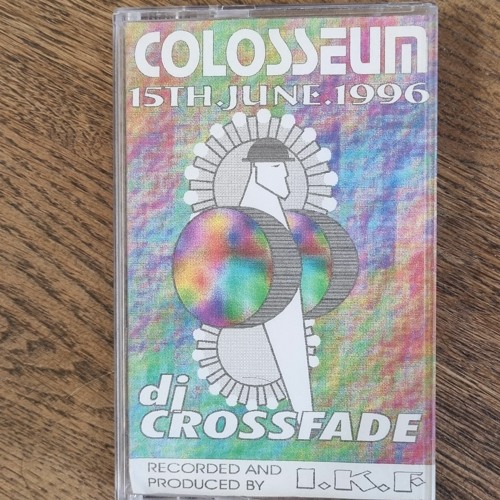 COLOSSEUM
15TH.JUNE.1996
dj
CROSSFADE
RECORDED AND
PRODUCED BY I.K.F